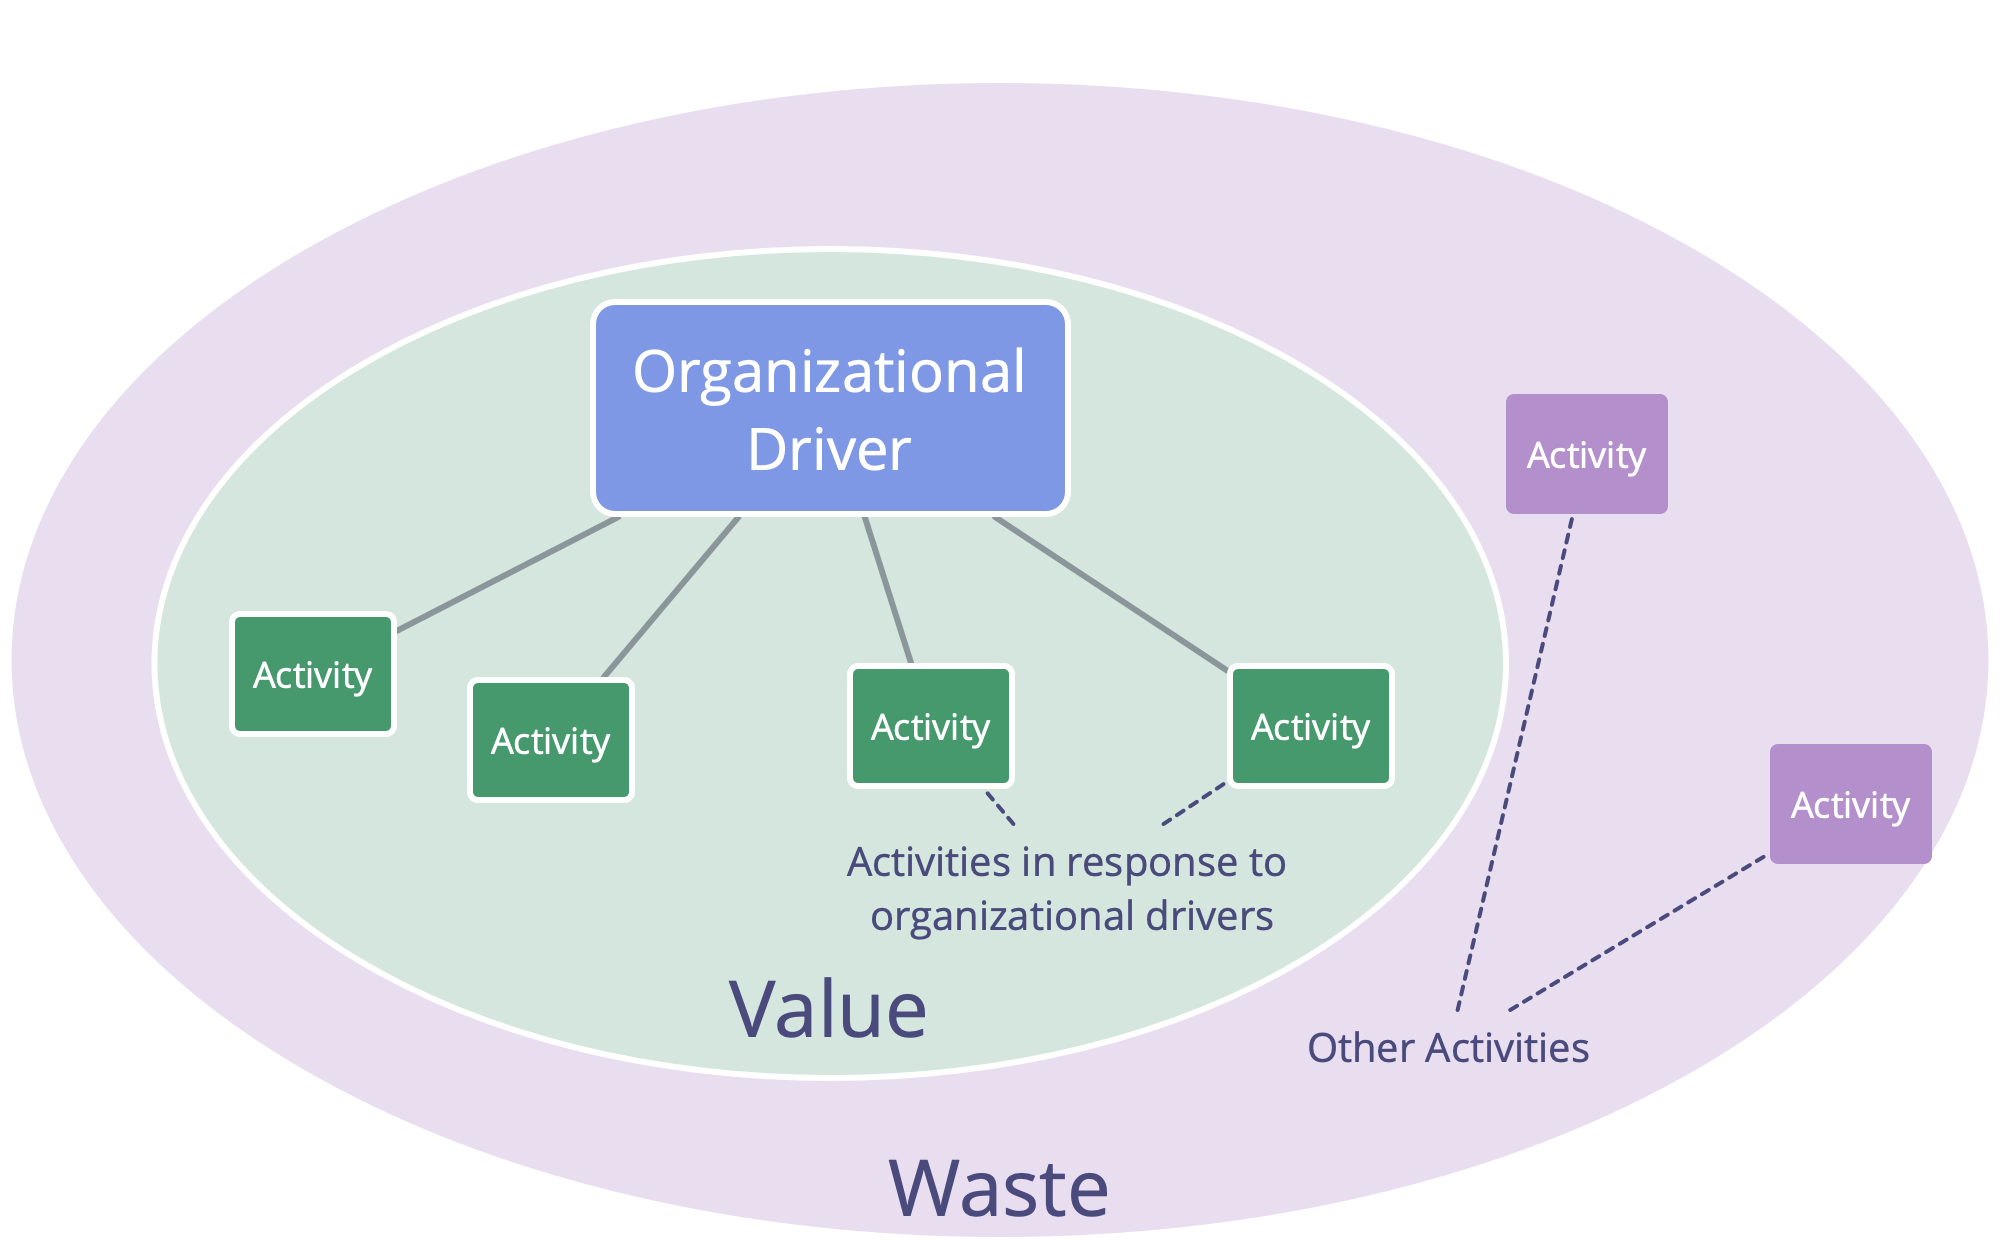 Organizational
Driver
Activity
Activity
Activity
Activity
Activity
Activity
Activities in response to
organizational drivers
Value
Other Activities
Waste